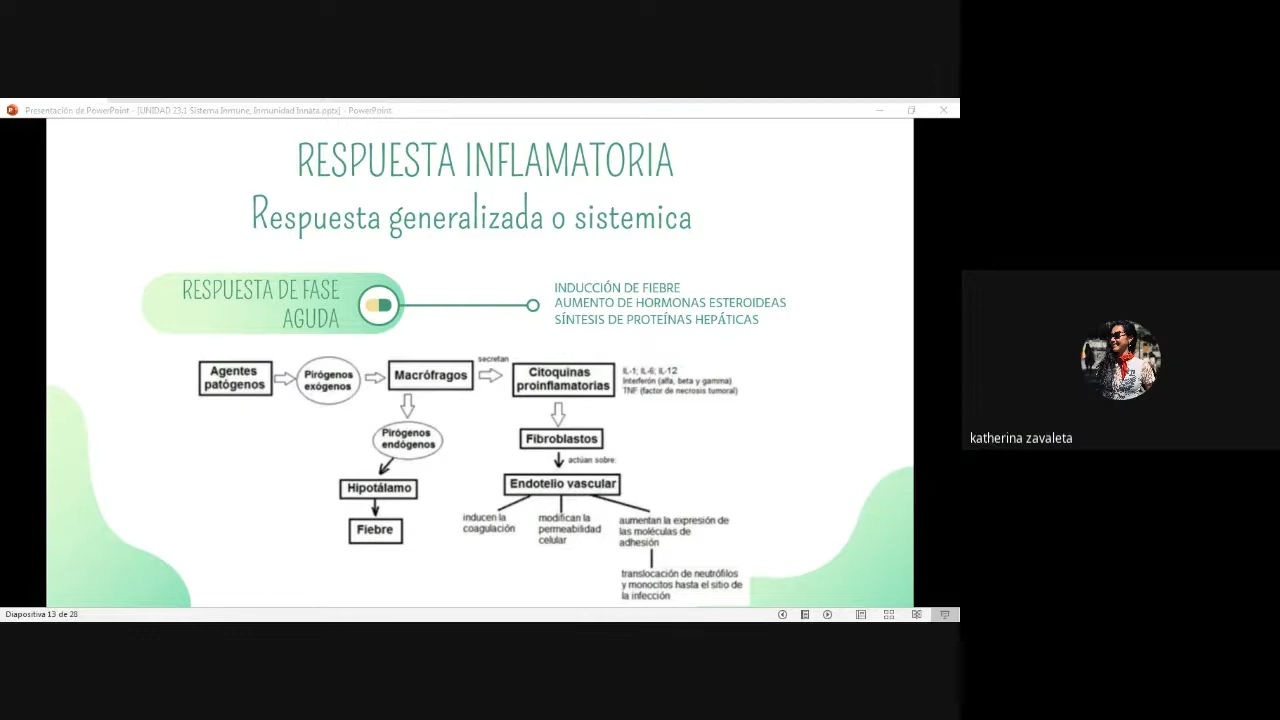 Presentación de PowerPoint - [UNIDAD 23.1 Sistema Inmune, Inmunidad Innata.pptx] - PowerPoint
RESPUESTA INFLAMATORIA
Respuesta generalizada o sistemica
RESPUESTA DE FASE
AGUDA
INDUCCIÓN DE FIEBRE
AUMENTO DE HORMONAS ESTEROIDEAS
SÍNTESIS DE PROTEÍNAS HEPÁTICAS
Agentes
patógenos
Pirógenos
exógenos
Macrófragos
secretan
Citoquinas
proinflamatorias
IL-1; IL-6; IL-12
Interferón (alfa, beta y gamma)
TNF (factor de necrosis tumoral)
Pirógenos
endógenos
Hipotálamo
Fiebre
Fibroblastos
actúan sobre:
Endotelio vascular
inducen la
coagulación
modifican la
permeabilidad
celular
aumentan la expresión de
las moléculas de
adhesión
translocación de neutrófilos
y monocitos hasta el sitio de
la infección
Diapositiva 13 de 28
katherina zavaleta